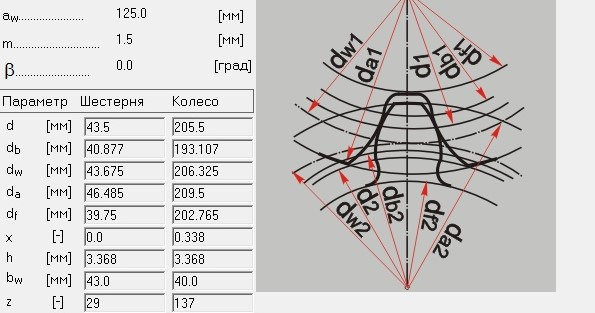 aw..................... 125.0 [мм]
m.......................... 1.5 [мм]
β......................... 0.0 [град]
Параметр Шестерня Колесо
d [мм] 43.5 205.5
db [мм] 40.877 193.107
dw [мм] 43.675 206.325
da [мм] 46.485 209.5
df [мм] 39.75 202.765
x [-] 0.0 0.338
h [мм] 3.368 3.368
bw [мм] 43.0 40.0
z [-] 29 137
dw1
da1
d1
db1
df1
dw2
d2
db2
df2
da2